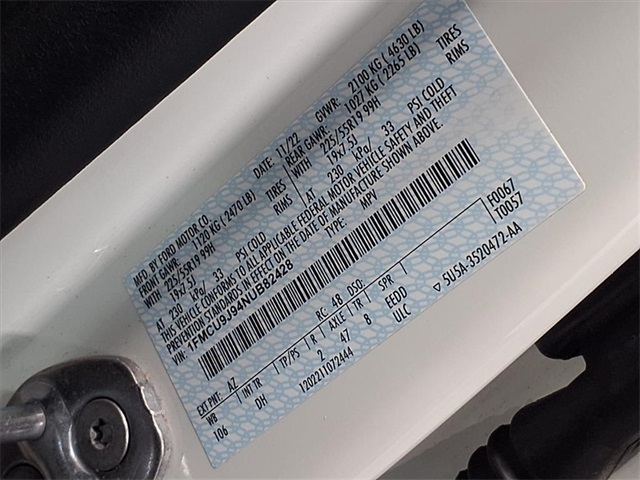 MFD. BY FORD MOTOR CO.
DATE: 11/22 GVWR: 2100 KG ( 4630 LB)
FRONT GAWR: 1120 KG ( 2470 LB) REAR GAWR: 1027 KG ( 2265 LB)
WITH 225/55R19 99H TIRES WITH 225/55R19 99H TIRES
19x7.5J RIMS 19x7.5J RIMS
AT 230 kPa/ 33 PSI COLD AT 230 kPa/ 33 PSI COLD
THIS VEHICLE CONFORMS TO ALL APPLICABLE FEDERAL MOTOR VEHICLE SAFETY AND THEFT
PREVENTION STANDARDS IN EFFECT ON THE DATE OF MANUFACTURE SHOWN ABOVE.
VIN: 1FMCU9J94NUB82428 TYPE: MPV
F0067
T0057
EXT PNT: AZ RC: 48 DSO:
WB INT TR TP/PS R AXLE TR SPR
106 DH 2 47 8 EEDD
1202211072444 ULC
5U5A-3520472-AA